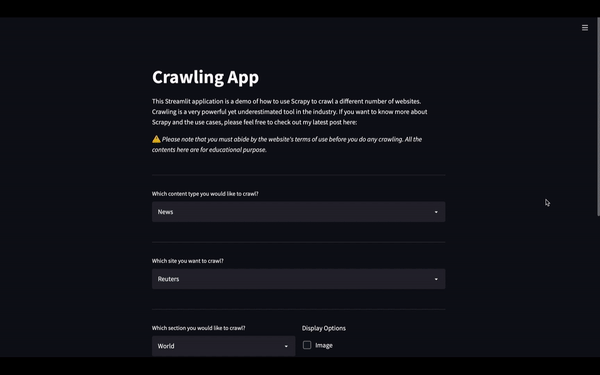 Crawling App
This Streamlit application is a demo of how to use Scrapy to crawl a different number of websites.
Crawling is a very powerful yet underestimated tool in the industry. If you want to know more about
Scrapy and the use cases, please feel free to check out my latest post here:
⚠️ Please note that you must abide by the website's terms of use before you do any crawling. All the
contents here are for educational purpose.
Which content type you would like to crawl?
News
Which site you want to crawl?
Reuters
Which section you would like to crawl?
Display Options
World
Image